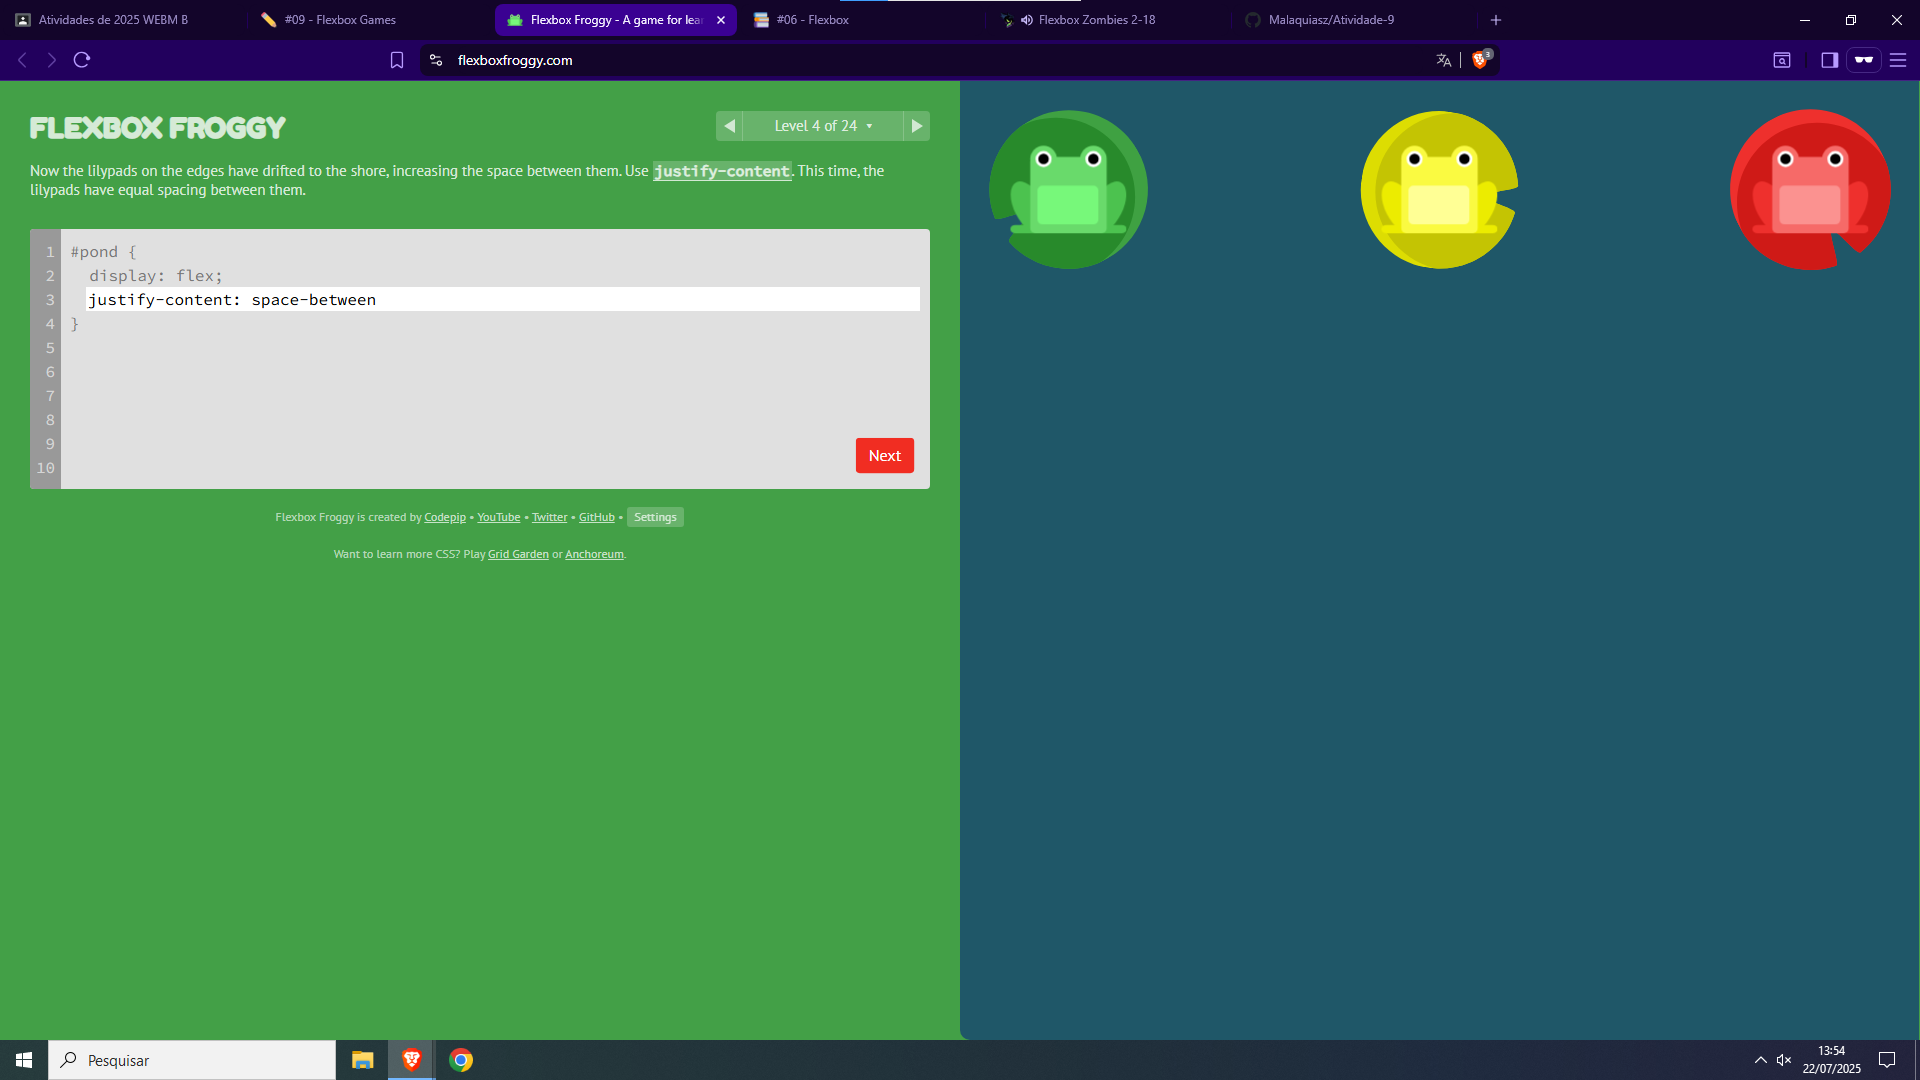 Atividades de 2025 WEBM B
#09 - Flexbox Games
Flexbox Froggy - A game for lea
#06 - Flexbox
Flexbox Zombies 2-18
Malaquiasz/Atividade-9
flexboxfroggy.com
3
FLEXBOX FROGGY
Level 4 of 24
Now the lilypads on the edges have drifted to the shore, increasing the space between them. Use justify-content. This time, the
lilypads have equal spacing between them.
1 #pond {
2 display: flex;
3 justify-content: space-between
4 }
5
6
7
8
9
10
Next
Flexbox Froggy is created by Codepip • YouTube • Twitter • GitHub • Settings
Want to learn more CSS? Play Grid Garden or Anchoreum.
Pesquisar
13:54
22/07/2025